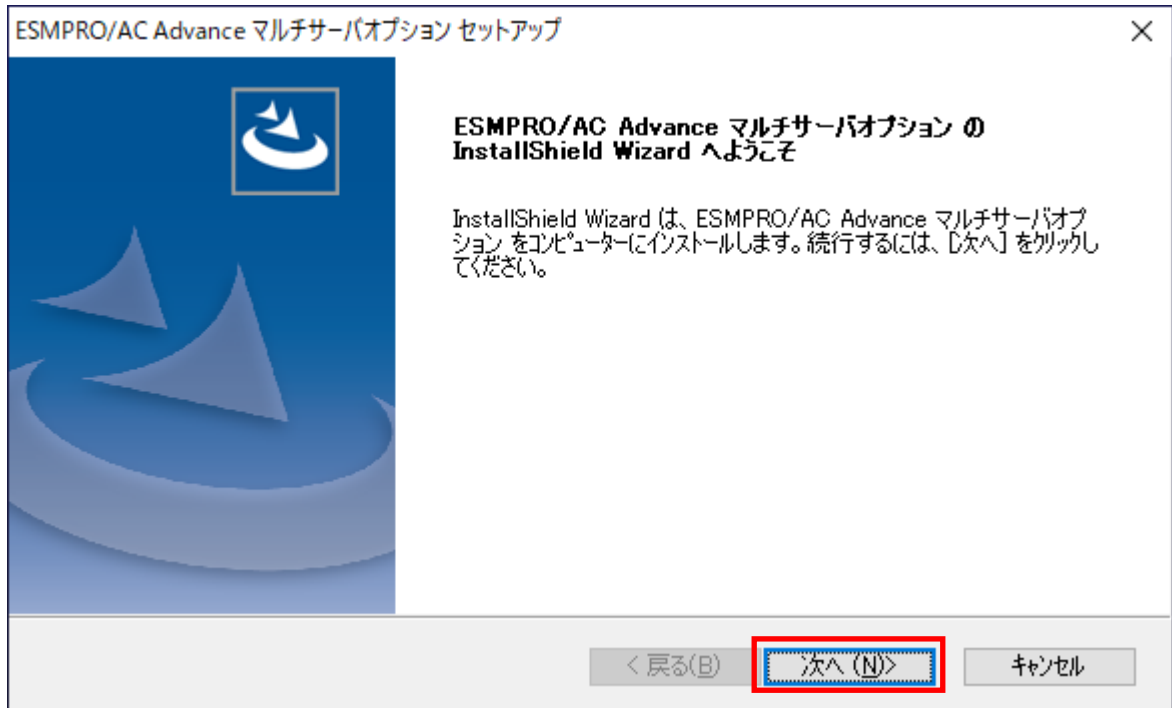 ESMPRO/AC Advance マルチサーバオプション セットアップ
ESMPRO/AC Advance マルチサーバオプション の
InstallShield Wizard へようこそ
InstallShield Wizard は、ESMPRO/AC Advance マルチサーバオプ
ション をコンピューターにインストールします。続行するには、[次へ] をクリックし
てください。
< 戻る(B)
次へ (N)>
キャンセル